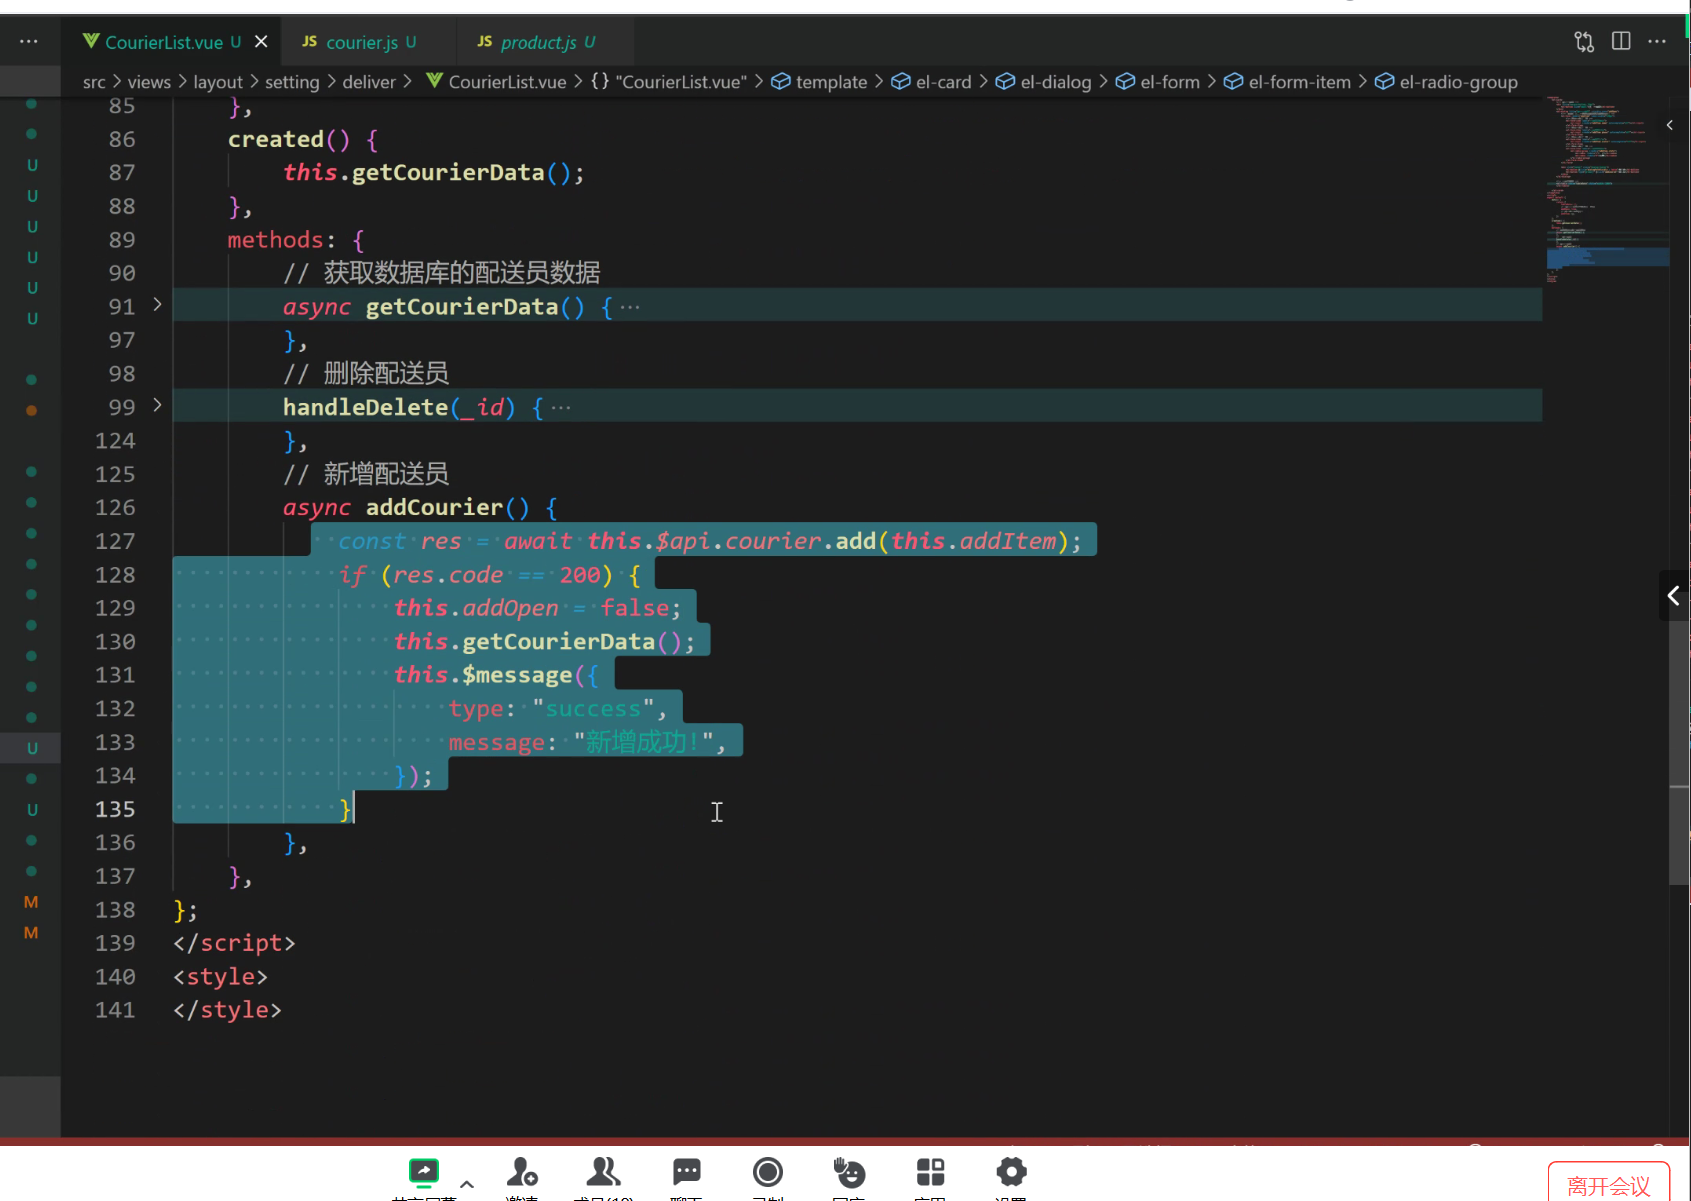 CourierList.vue U
JS courier.js U
JS product.js U
src > views > layout > setting > deliver > CourierList.vue > {} "CourierList.vue" > template > el-card > el-dialog > el-form > el-form-item > el-radio-group
85 },
86 created() {
87 this.getCourierData();
88 },
89 methods: {
90 // 获取数据库的配送员数据
91 async getCourierData() { ···
97 },
98 // 删除配送员
99 handleDelete(_id) { ···
124 },
125 // 新增配送员
126 async addCourier() {
127 const res = await this.$api.courier.add(this.addItem);
128 if (res.code == 200) {
129 this.addOpen = false;
130 this.getCourierData();
131 this.$message({
132 type: "success",
133 message: "新增成功!",
134 });
135 }
136 },
137 },
138 };
139 </script>
140 <style>
141 </style>
U
U
U
U
U
U
U
U
M
M
离开会议